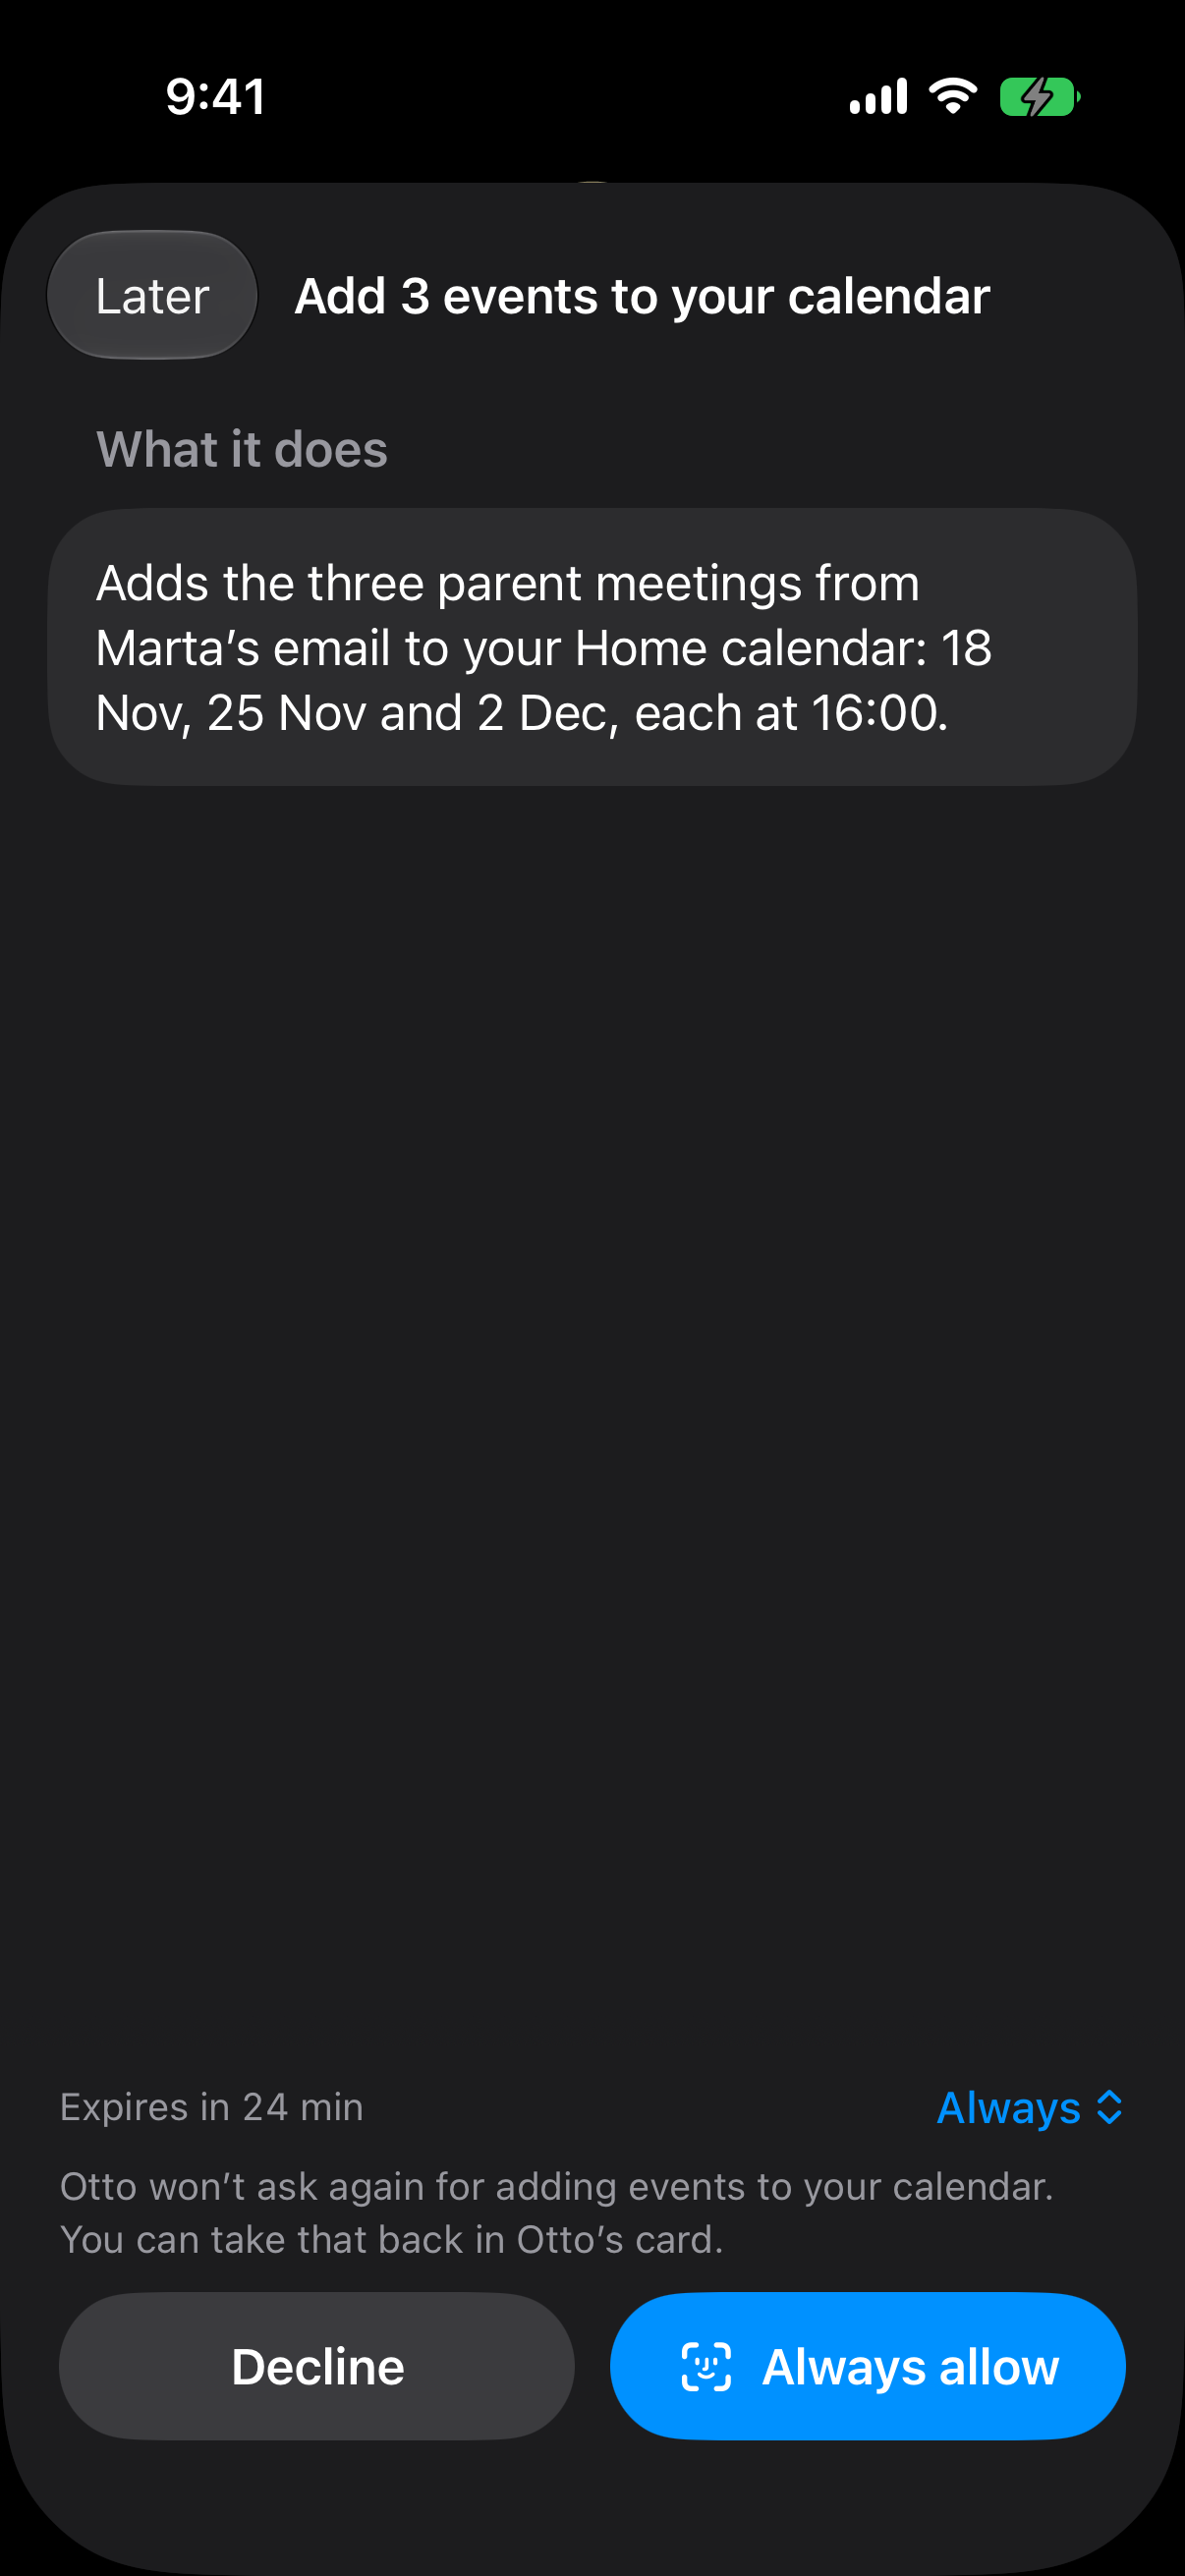 9:41
Later
Add 3 events to your calendar
What it does
Adds the three parent meetings from
Marta’s email to your Home calendar: 18
Nov, 25 Nov and 2 Dec, each at 16:00.
Expires in 24 min
Always
Otto won’t ask again for adding events to your calendar.
You can take that back in Otto’s card.
Decline
Always allow